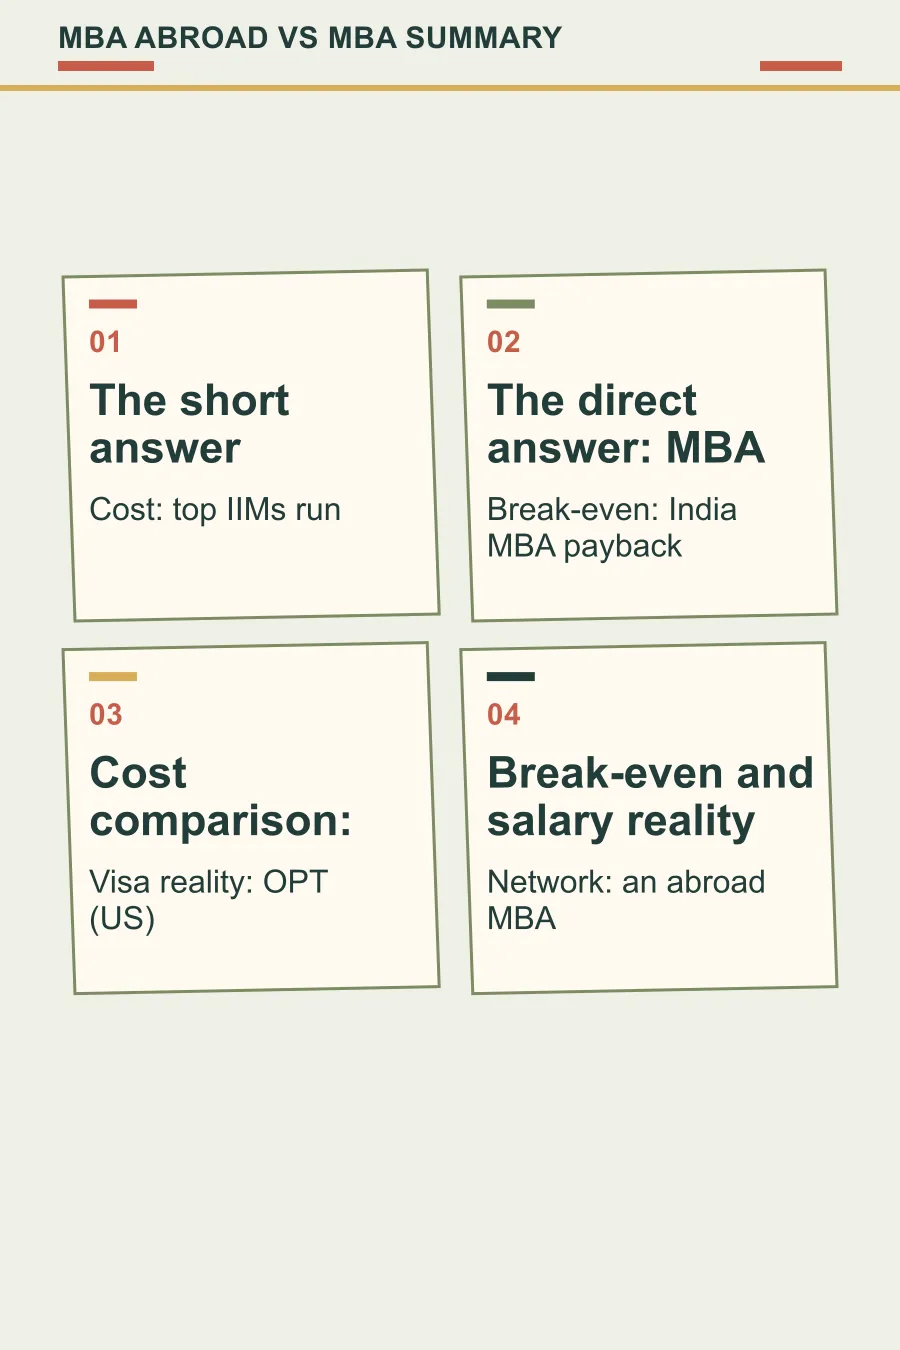 MBA ABROAD VS MBA SUMMARY
01
The short
answer
Cost: top IIMs run
02
The direct
answer: MBA
Break-even: India
MBA payback
03
Cost
comparison:
Visa reality: OPT
(US)
04
Break-even and
salary reality
Network: an abroad
MBA